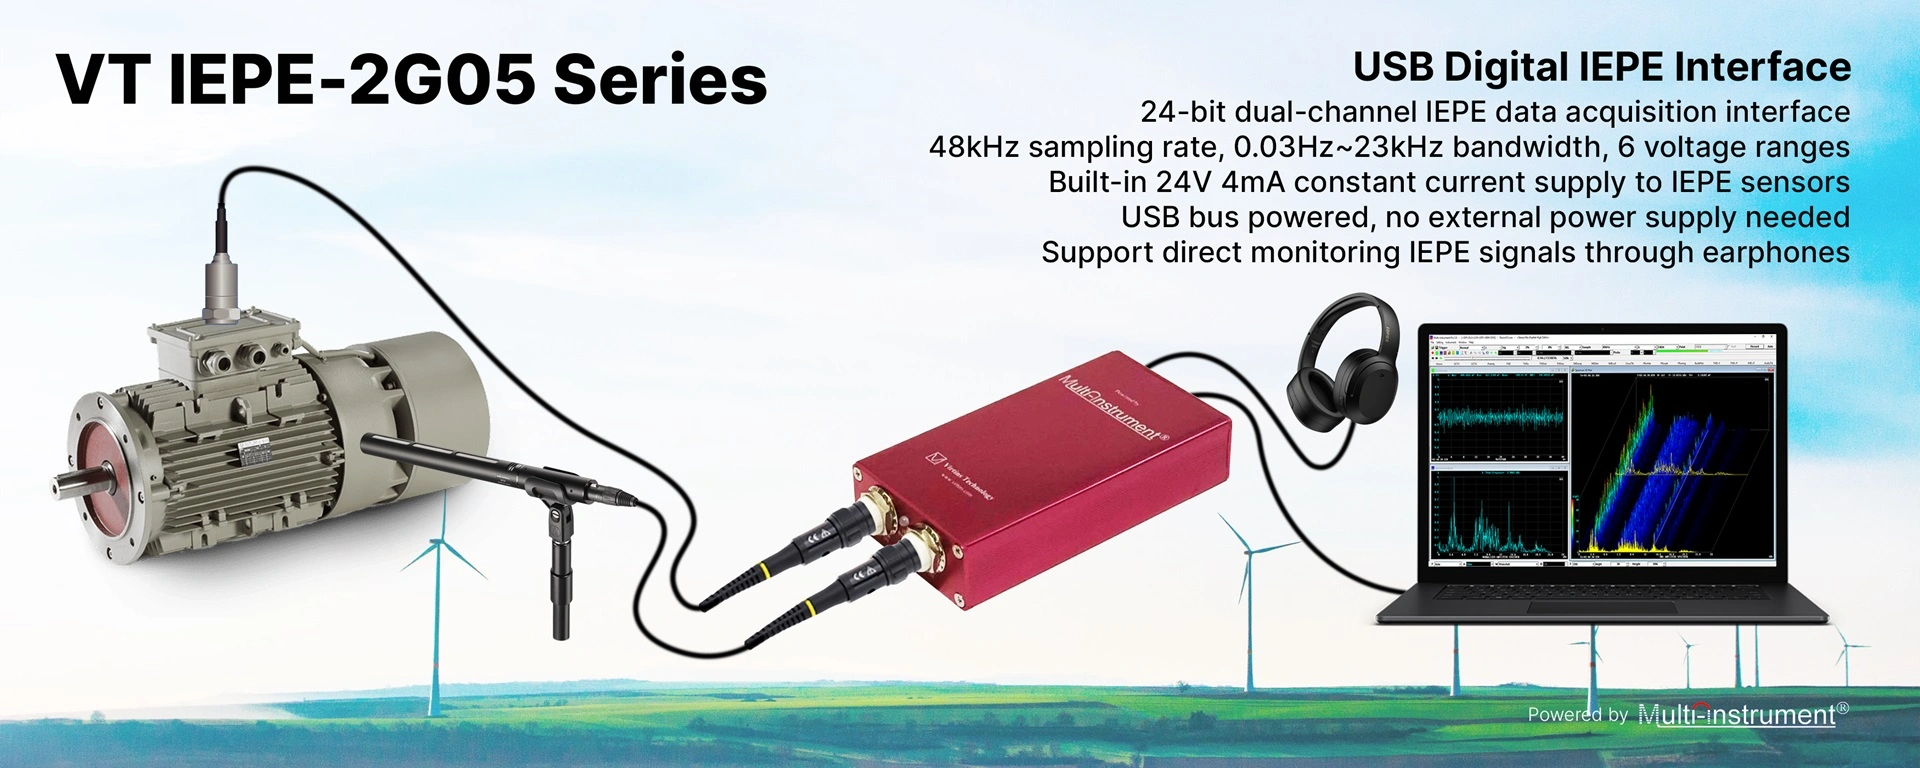 VT IEPE-2G05 Series
USB Digital IEPE Interface
24-bit dual-channel IEPE data acquisition interface
48kHz sampling rate, 0.03Hz~23kHz bandwidth, 6 voltage ranges
Built-in 24V 4mA constant current supply to IEPE sensors
USB bus powered, no external power supply needed
Support direct monitoring IEPE signals through earphones
Powered by
Multi-Instrument®
Virtins Technology
Powered by Multi-Instrument®